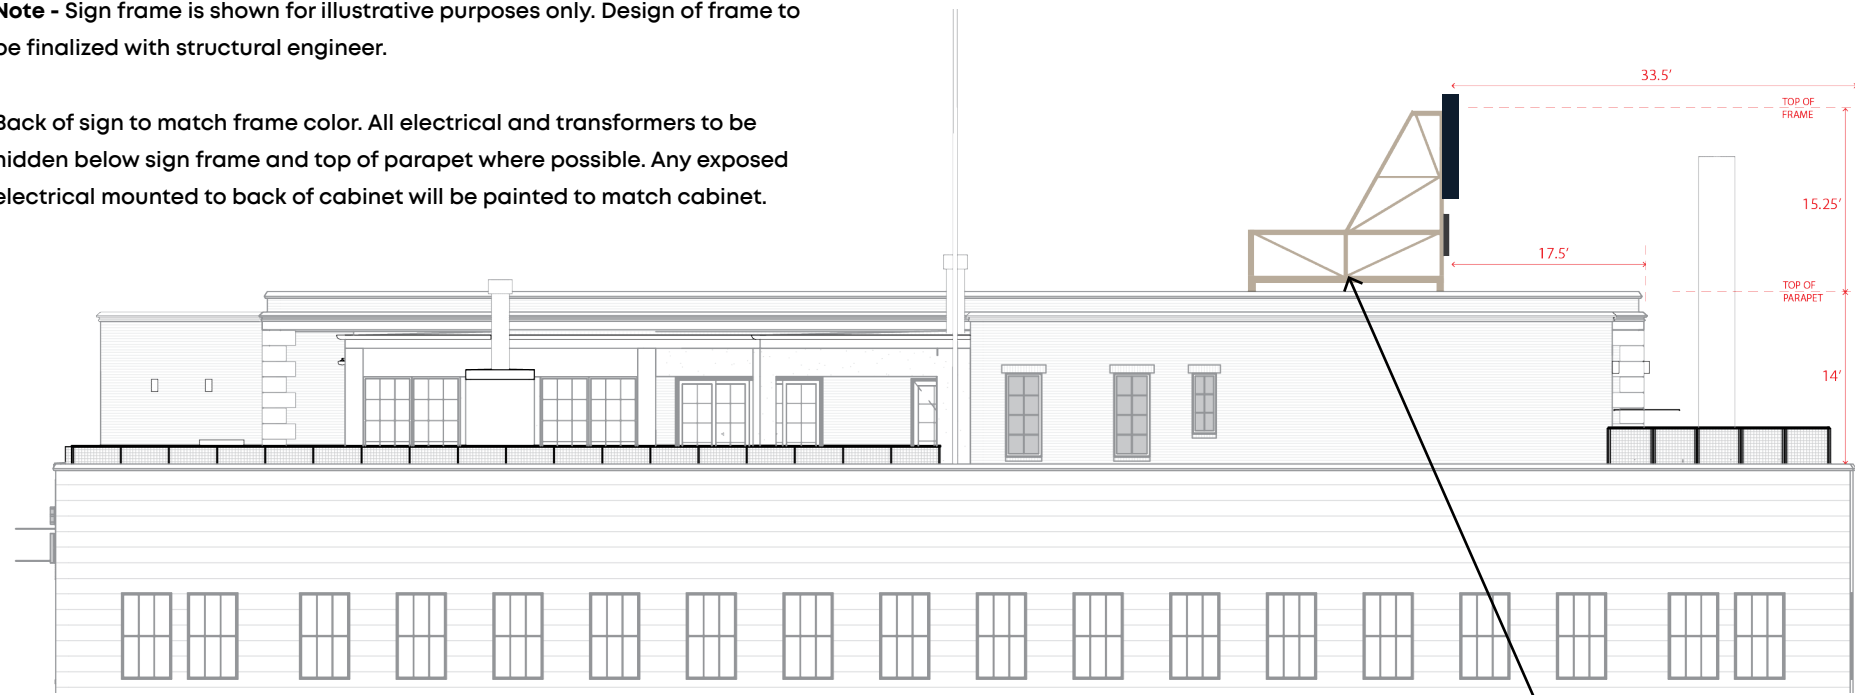 Note - Sign frame is shown for illustrative purposes only. Design of frame to
be finalized with structural engineer.
Back of sign to match frame color. All electrical and transformers to be
hidden below sign frame and top of parapet where possible. Any exposed
electrical mounted to back of cabinet will be painted to match cabinet.
33.5'
TOP OF
FRAME
15.25'
17.5'
TOP OF
PARAPET
14'